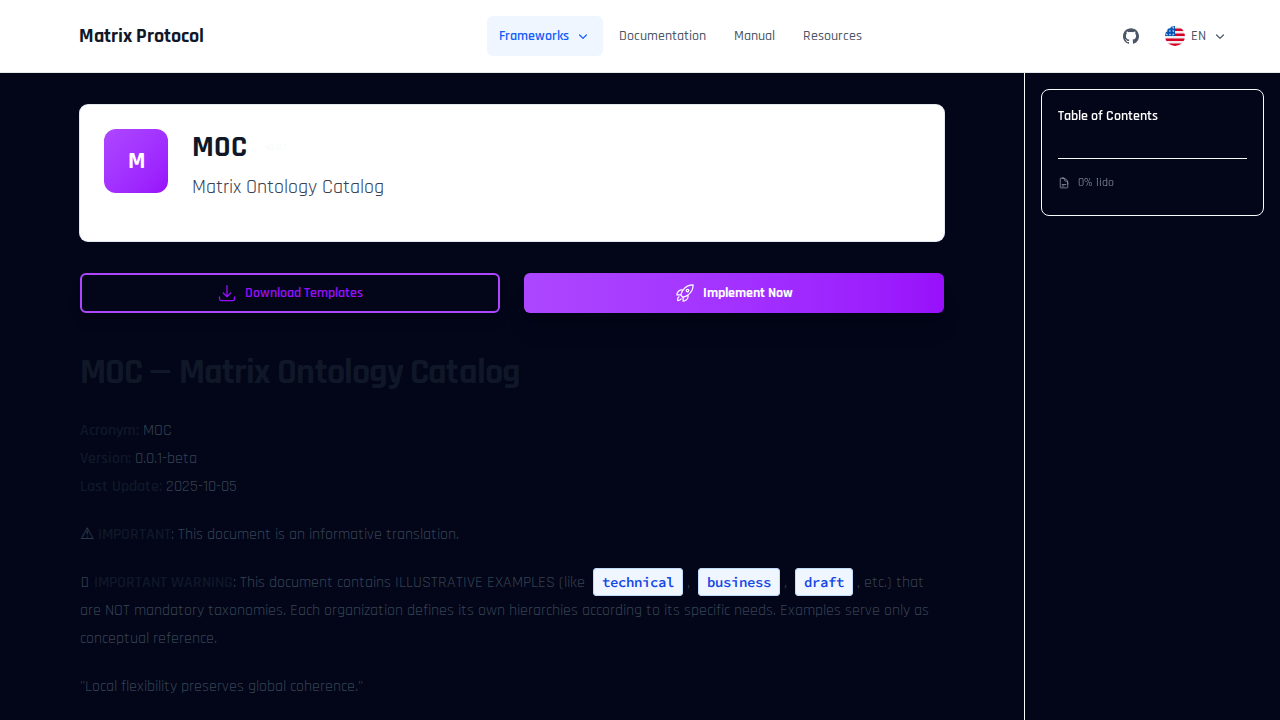 Matrix Protocol
Frameworks
Documentation
Manual
Resources
EN
M
MOC
Matrix Ontology Catalog
Download Templates
Implement Now
MOC — Matrix Ontology Catalog
Acronym: MOC
Version: 0.0.1-beta
Last Update: 2025-10-05
⚠ IMPORTANT: This document is an informative translation.
IMPORTANT WARNING: This document contains ILLUSTRATIVE EXAMPLES (like technical , business , draft , etc.) that
are NOT mandatory taxonomies. Each organization defines its own hierarchies according to its specific needs. Examples serve only as
conceptual reference.
"Local flexibility preserves global coherence."
Table of Contents
0% lido